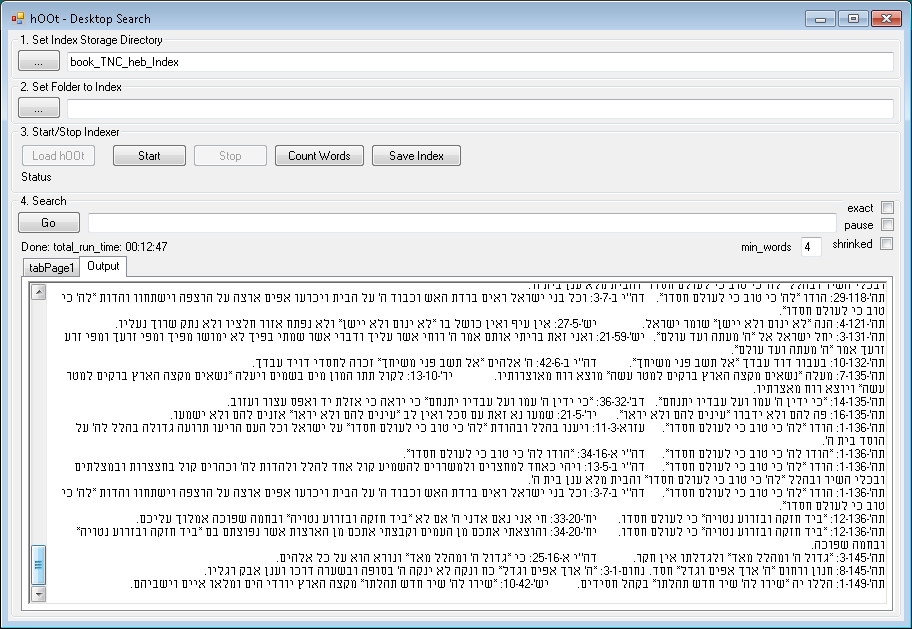 hOOt - Desktop Search
1. Set Index Storage Directory
...
book_TNC_heb_Index
2. Set Folder to Index
...
3. Start/Stop Indexer
Load hOOt
Start
Stop
Count Words
Save Index
Status
4. Search
exact
Go
pause
Done: total_run_time: 00:12:47
min_words
4
shrinked
tabPage1
Output
ובכלי השיר ובהלל *לה' כי טוב כי לעולם חסדו* והבית מלא ענן בית ה'.
תה'-29-118: הודו *לה' כי טוב כי לעולם חסדו*. דה"י ב-3-7: וכל בני ישראל ראים ברדת האש וכבוד ה' על הבית ויכרעו אפים ארצה על הרצפה וישתחוו והדות *לה' כי
טוב כי לעולם חסדו*.
תה'-4-121: הנה *לא ינום ולא יישן* שומר ישראל. יש'-27-5: אין עיף ואין כושל בו *לא ינום ולא יישן* ולא נפתח אזור חלציו ולא נתק שרוך נעליו.
תה'-3-131: יחל ישראל אל *ה' מעתה ועד עולם*. יש'-21-59: ואני זאת בריתי אותם אמר ה' רוחי אשר עליך ודברי אשר שמתי בפיך לא ימושו מפיך ומפי זרעך ומפי זרע
זרעך אמר *ה' מעתה ועד עולם*.
תה'-10-132: בעבור דוד עבדך *אל תשב פני משיחך*. דה"י ב-42-6: ה' אלהים *אל תשב פני משיחך* זכרה לחסדי דויד עבדך.
תה'-7-135: מעלה *נשאים מקצה הארץ ברקים למטר עשה* מוצא רוח מאוצרותיו. יר'-13-10: לקול תתו המון מים בשמים ויעלה *נשאים מקצה הארץ ברקים למטר
עשה* ויוצא רוח מאצרתיו.
תה'-14-135: *כי ידין ה' עמו ועל עבדיו יתנחם*. דב'-36-32: *כי ידין ה' עמו ועל עבדיו יתנחם* כי יראה כי אזלת יד ואפס עצור ועזוב.
תה'-16-135: פה להם ולא ידברו *עינים להם ולא יראו*. יר'-21-5: שמעו נא זאת עם סכל ואין לב *עינים להם ולא יראו* אזנים להם ולא ישמעו.
תה'-1-136: הודו *לה' כי טוב כי לעולם חסדו*. עזרא-11-3: ויענו בהלל ובהודת *לה' כי טוב כי לעולם חסדו* על ישראל וכל העם הריעו תרועה גדולה בהלל לה' על
הוסד בית ה'.
תה'-1-136: *הודו לה' כי טוב כי לעולם חסדו*. דה"י א-34-16: *הודו לה' כי טוב כי לעולם חסדו*.
תה'-1-136: הודו *לה' כי טוב כי לעולם חסדו*. דה"י ב-13-5: ויהי כאחד למחצרים ולמשררים להשמיע קול אחד להלל ולהדות לה' וכהרים קול בחצצרות ובמצלתים
ובכלי השיר ובהלל *לה' כי טוב כי לעולם חסדו* והבית מלא ענן בית ה'.
תה'-1-136: הודו *לה' כי טוב כי לעולם חסדו*. דה"י ב-3-7: וכל בני ישראל ראים ברדת האש וכבוד ה' על הבית ויכרעו אפים ארצה על הרצפה וישתחוו והדות *לה' כי
טוב כי לעולם חסדו*.
תה'-12-136: *ביד חזקה ובזרוע נטויה* כי לעולם חסדו. יח'-33-20: חי אני נאם אדני ה' אם לא *ביד חזקה ובזרוע נטויה* ובחמה שפוכה אמלוך עליכם.
תה'-12-136: *ביד חזקה ובזרוע נטויה* כי לעולם חסדו. יח'-34-20: והוצאתי אתכם מן העמים וקבצתי אתכם מן הארצות אשר נפוצתם בם *ביד חזקה ובזרוע נטויה*
ובחמה שפוכה.
תה'-3-145: *גדול ה' ומהלל מאד* ולגדלתו אין חקר. דה"י א-25-16: כי *גדול ה' ומהלל מאד* ונורא הוא על כל אלהים.
תה'-8-145: חנון ורחום *ה' ארך אפים וגדל* חסד. נחום-3-1: *ה' ארך אפים וגדל* כח ונקה לא ינקה ה' בסופה ובשערה דרכו וענן אבק רגליו.
תה'-1-149: הללו יה *שירו לה' שיר חדש תהלתו* בקהל חסידים. יש'-10-42: *שירו לה' שיר חדש תהלתו* מקצה הארץ יורדי הים ומלאו איים וישביהם.